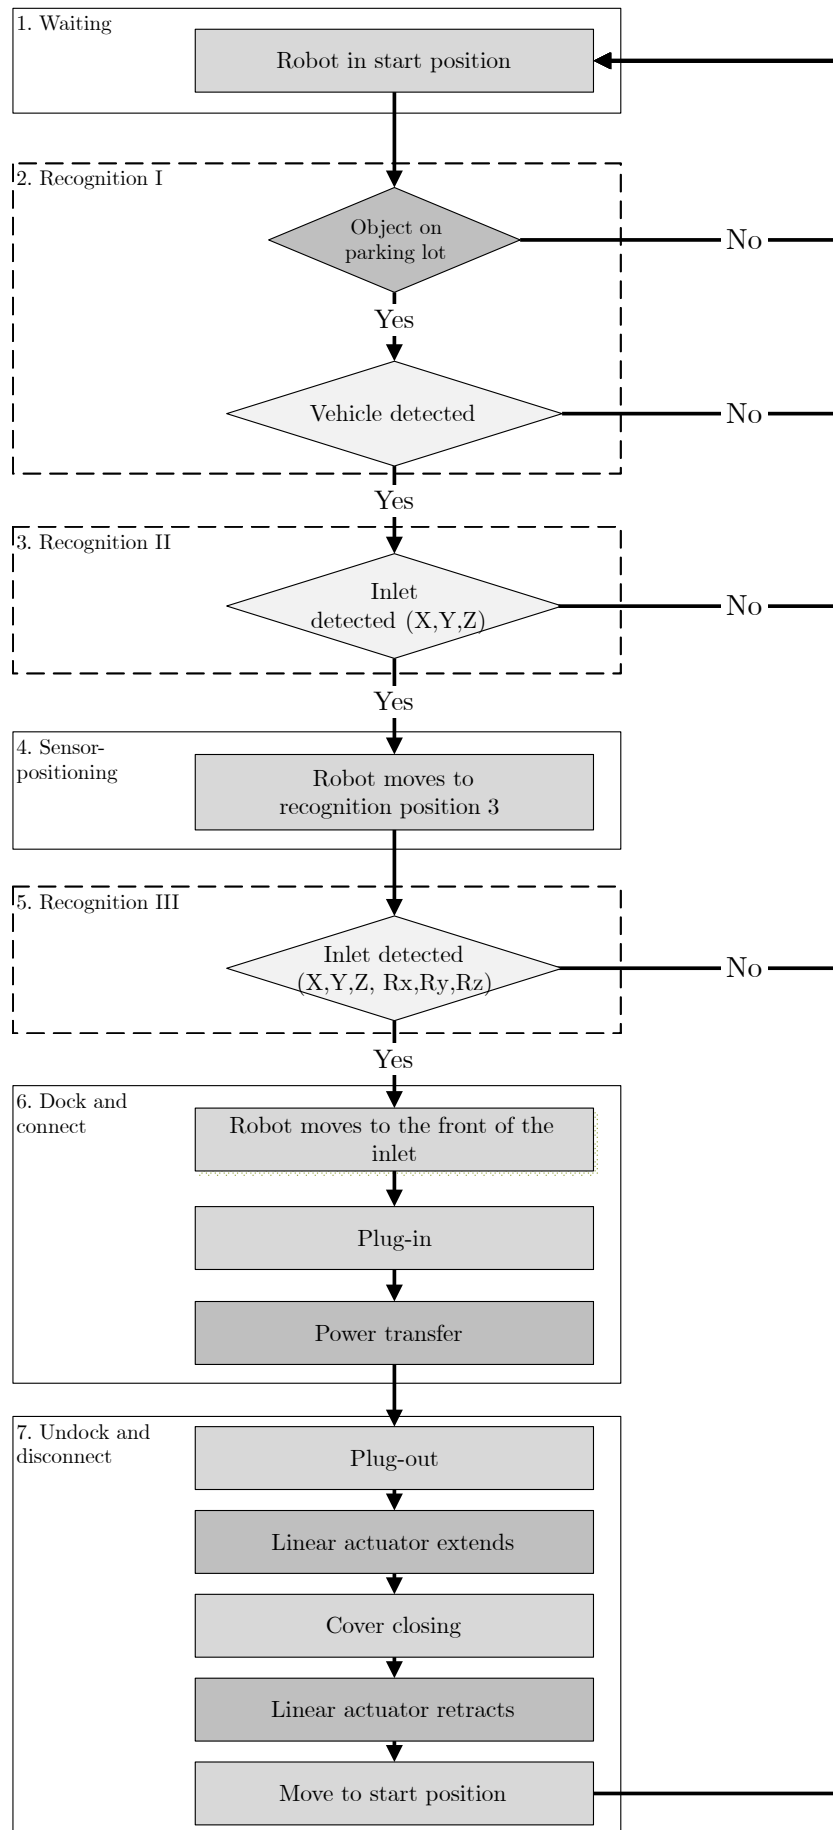 1. Waiting
Robot in start position
2. Recognition I
Object on
parking lot
No
Yes
Vehicle detected
No
Yes
3. Recognition II
Inlet
detected (X,Y,Z)
No
Yes
4. Sensor-
positioning
Robot moves to
recognition position 3
5. Recognition III
Inlet detected
(X,Y,Z, Rx,Ry,Rz)
No
Yes
6. Dock and
connect
Robot moves to the front of the
inlet
Plug-in
Power transfer
7. Undock and
disconnect
Plug-out
Linear actuator extends
Cover closing
Linear actuator retracts
Move to start position